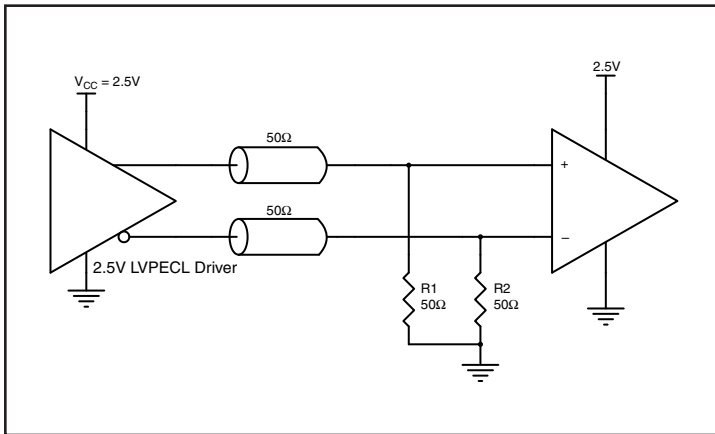 V_CC = 2.5V
2.5V
50Ω
+
50Ω
–
2.5V LVPECL Driver
R1
50Ω
R2
50Ω